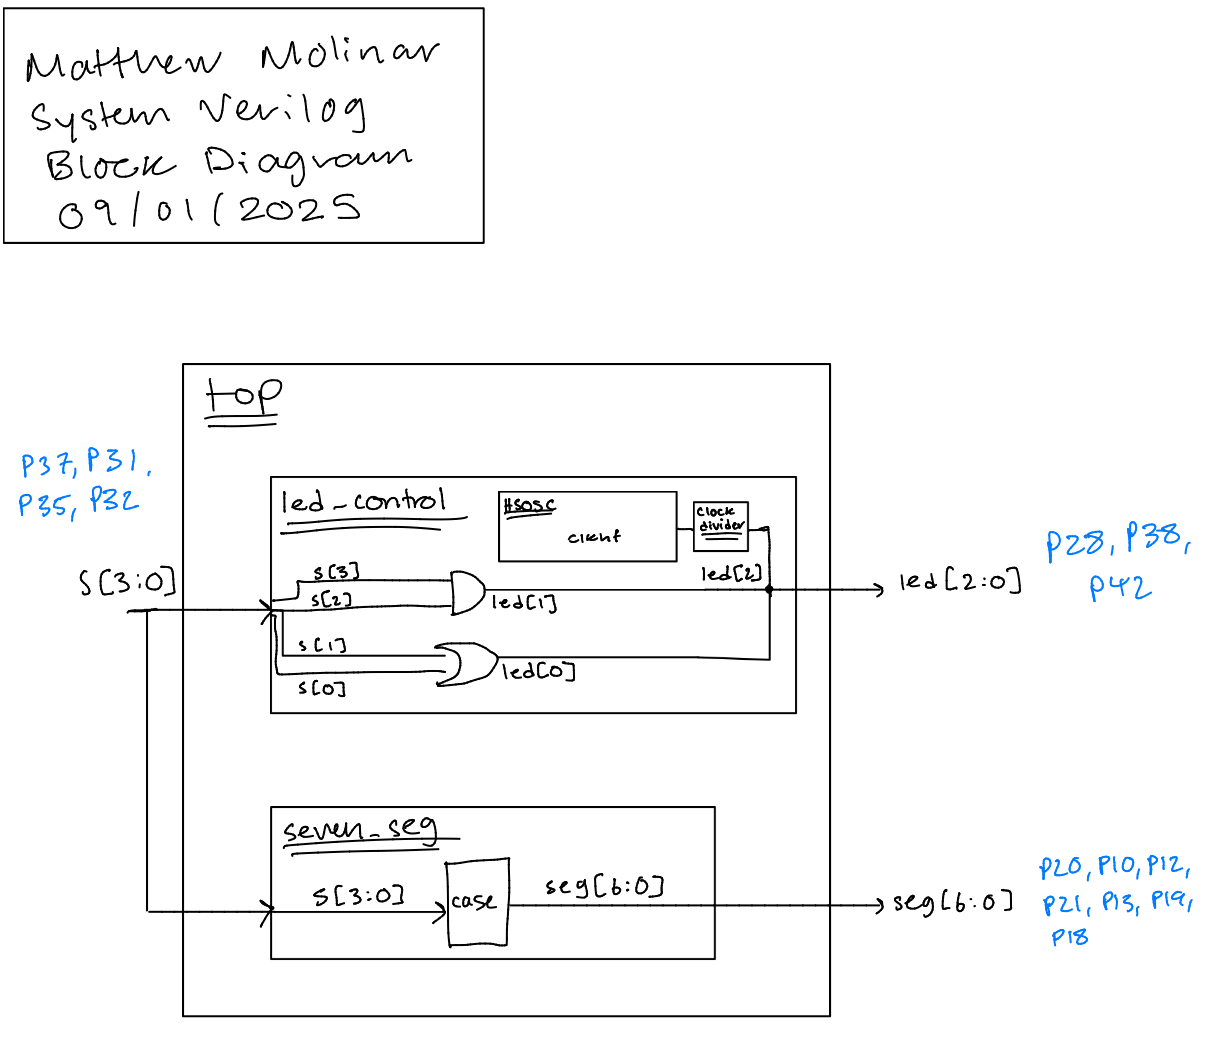 Matthew Molinar
System Verilog
Block Diagram
09/01/2025
top
P37, P31,
P35, P32
led_control
HSOSC
clkhf
Clock
divider
P28, P38,
P42
S[3:0]
s[3]
s[2]
led[1]
led[2]
led[2:0]
s[1]
s[0]
led[0]
seven_seg
S[3:0]
case
seg[6:0]
seg[6:0]
P20, P10, P12,
P21, P13, P19,
P18